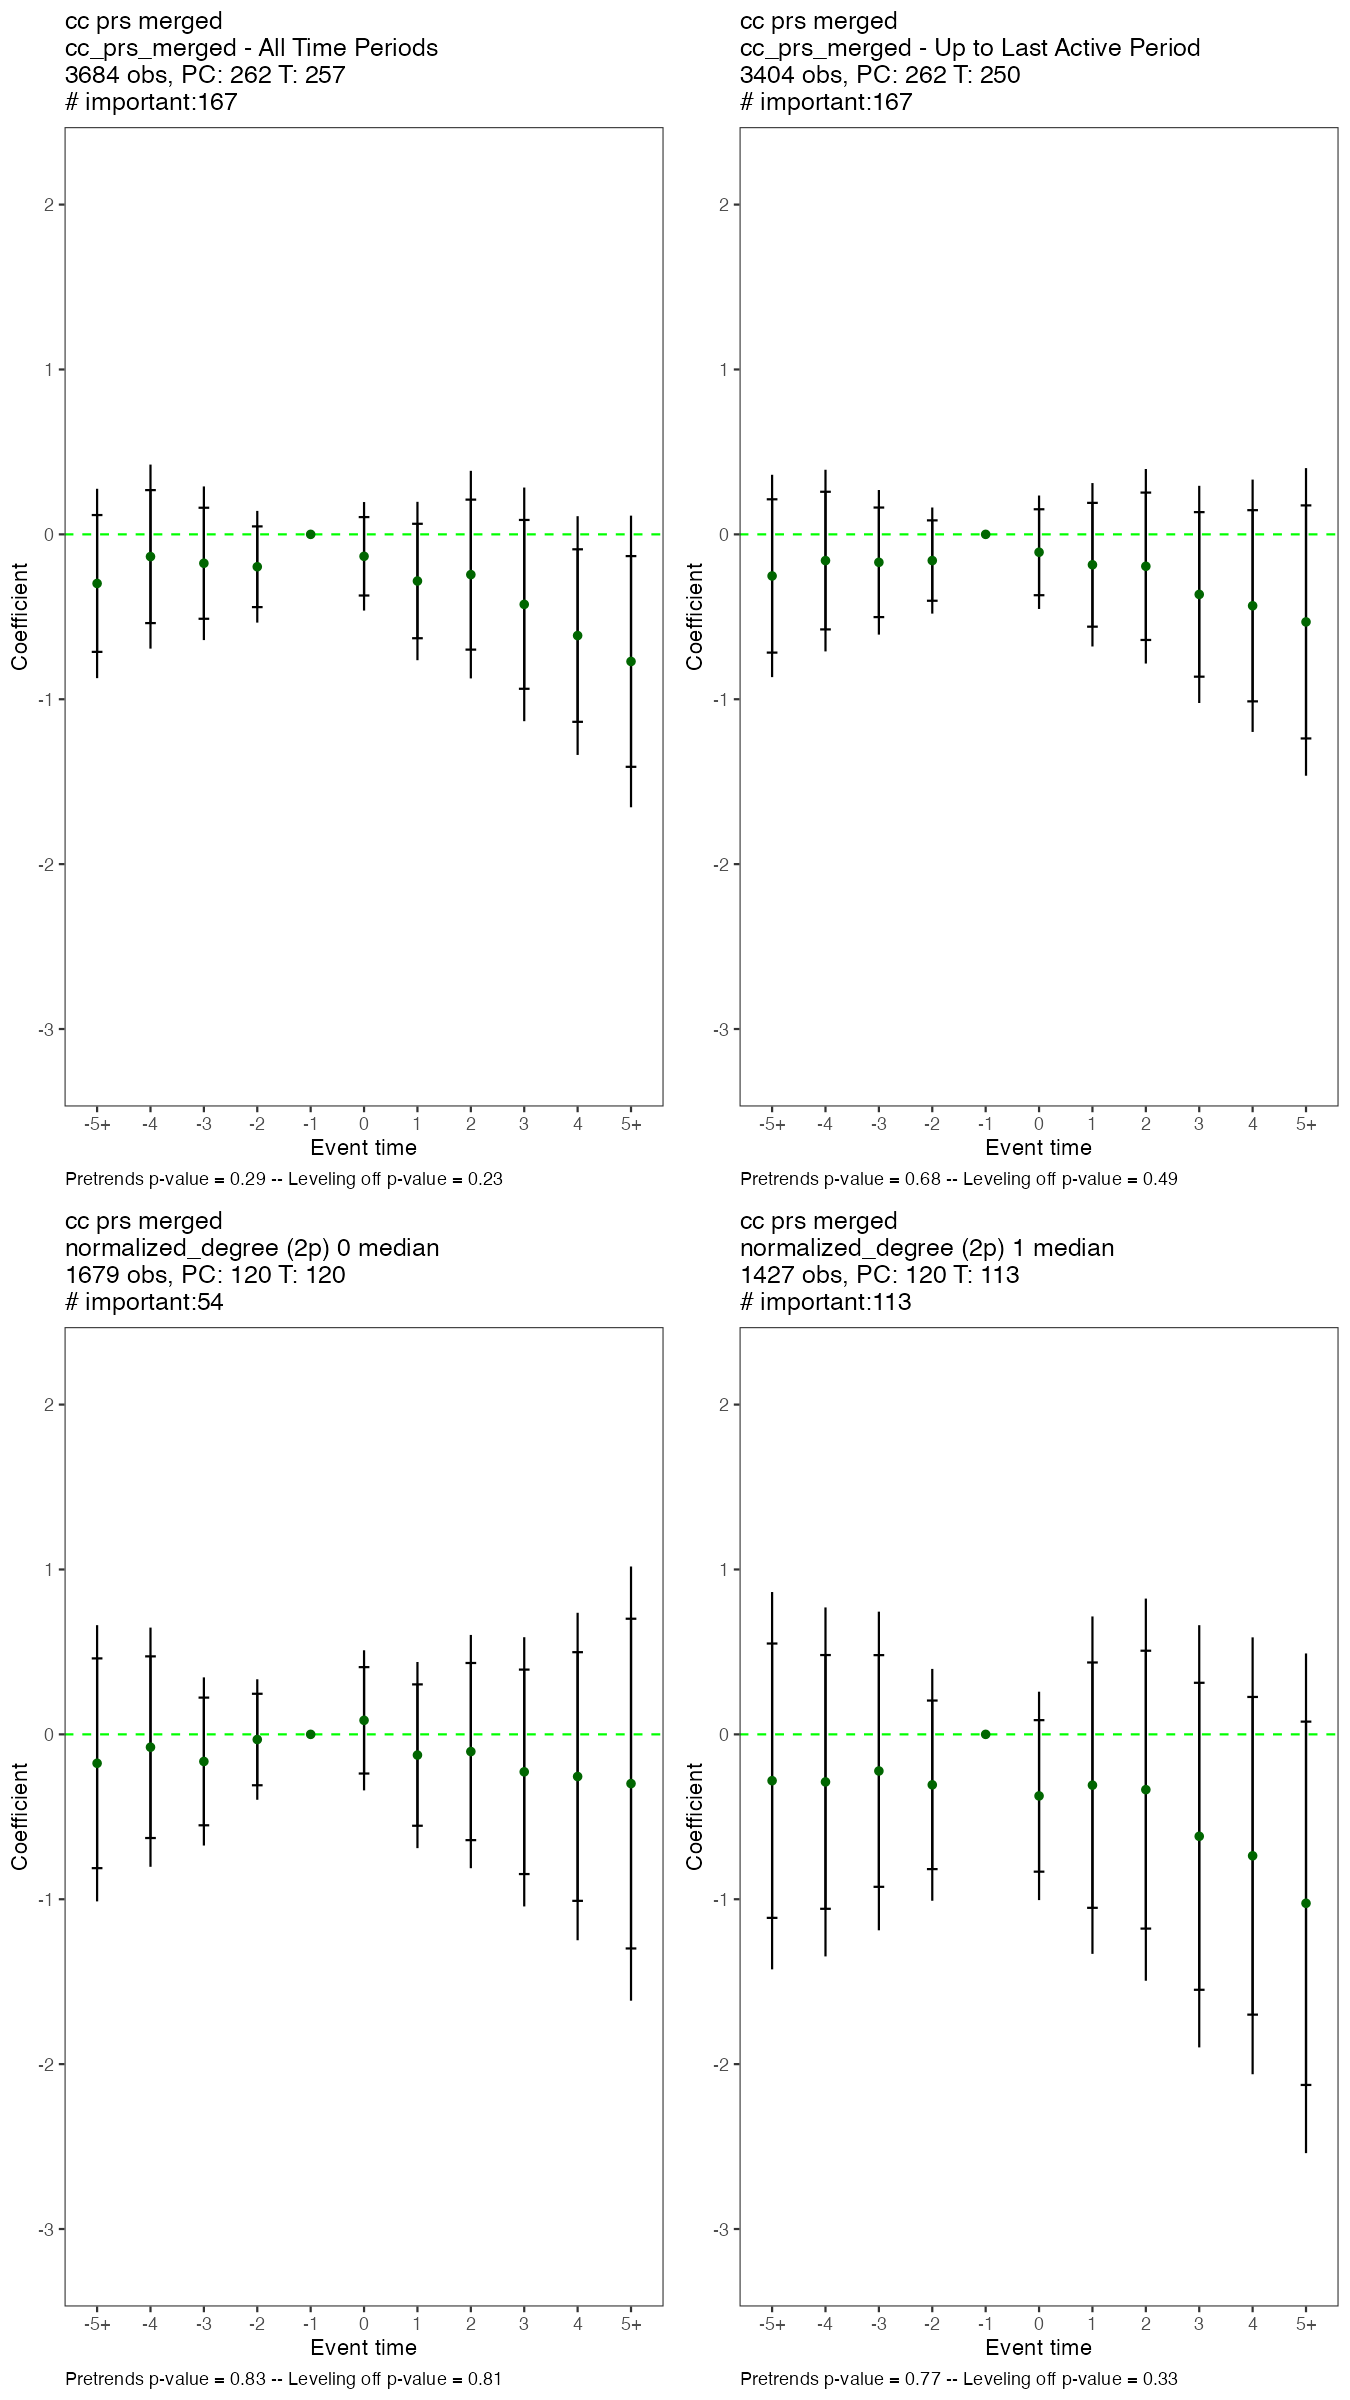 cc prs merged
cc_prs_merged - All Time Periods
3684 obs, PC: 262 T: 257
# important:167
2
1
0
-1
-2
-3
Coefficient
-5+ -4 -3 -2 -1 0 1 2 3 4 5+
Event time
Pretrends p-value = 0.29 -- Leveling off p-value = 0.23
cc prs merged
cc_prs_merged - Up to Last Active Period
3404 obs, PC: 262 T: 250
# important:167
2
1
0
-1
-2
-3
Coefficient
-5+ -4 -3 -2 -1 0 1 2 3 4 5+
Event time
Pretrends p-value = 0.68 -- Leveling off p-value = 0.49
cc prs merged
normalized_degree (2p) 0 median
1679 obs, PC: 120 T: 120
# important:54
2
1
0
-1
-2
-3
Coefficient
-5+ -4 -3 -2 -1 0 1 2 3 4 5+
Event time
Pretrends p-value = 0.83 -- Leveling off p-value = 0.81
cc prs merged
normalized_degree (2p) 1 median
1427 obs, PC: 120 T: 113
# important:113
2
1
0
-1
-2
-3
Coefficient
-5+ -4 -3 -2 -1 0 1 2 3 4 5+
Event time
Pretrends p-value = 0.77 -- Leveling off p-value = 0.33